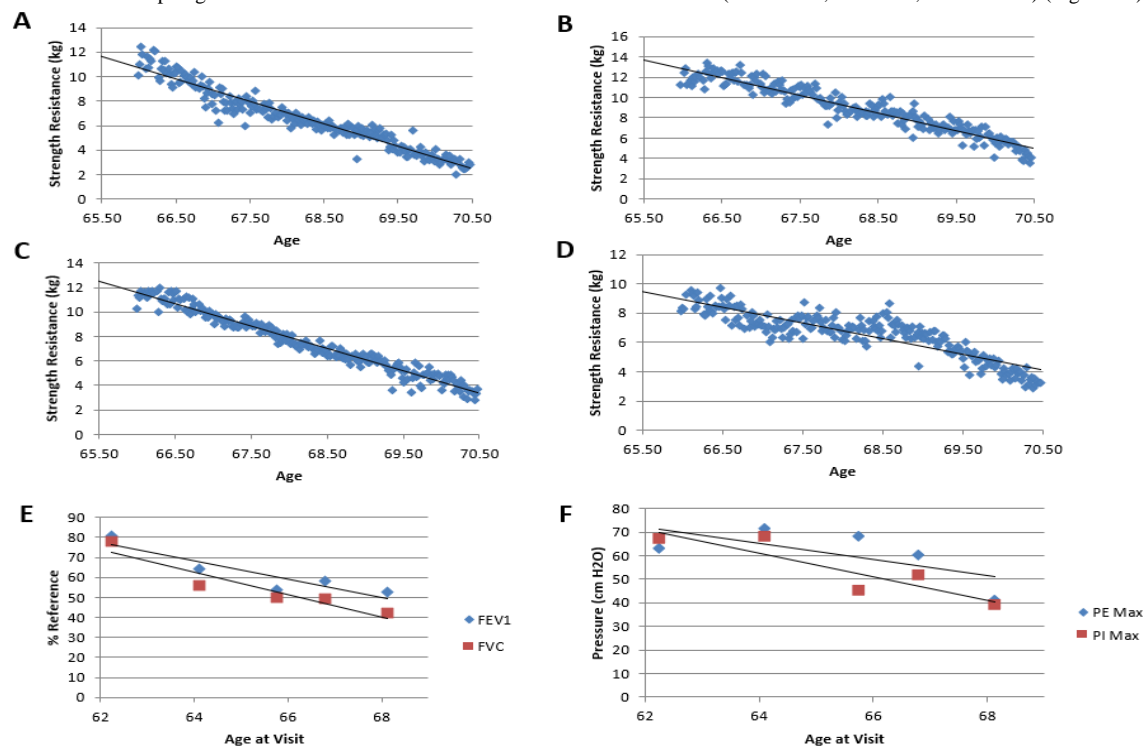 A
Strength Resistance (kg)
14
12
10
8
6
4
2
0
65.50 66.50 67.50 68.50 69.50 70.50
Age
B
Strength Resistance (kg)
16
14
12
10
8
6
4
2
0
65.50 66.50 67.50 68.50 69.50 70.50
Age
C
Strength Resistance (kg)
14
12
10
8
6
4
2
0
65.50 66.50 67.50 68.50 69.50 70.50
Age
D
Strength Resistance (kg)
12
10
8
6
4
2
0
65.50 66.50 67.50 68.50 69.50 70.50
Age
E
% Reference
90
80
70
60
50
40
30
20
10
0
62 64 66 68
Age at Visit
FEV1
FVC
F
Pressure (cm H2O)
80
70
60
50
40
30
20
10
0
62 64 66 68
Age at Visit
PE Max
PI Max